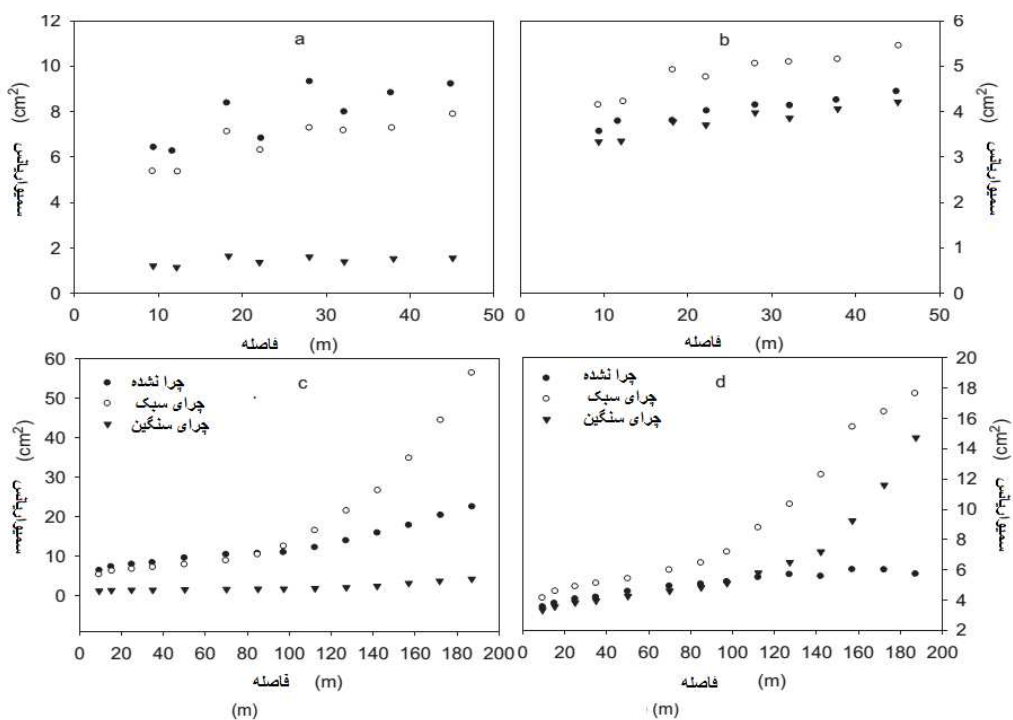 12
10
8
6
4
2
0
a
سمیواریانس (cm²)
0 10 20 30 40 50
فاصله (m)
6
5
4
3
2
1
0
b
سمیواریانس (cm²)
0 10 20 30 40 50
فاصله (m)
60
50
40
30
20
10
0
c
چرا نشده
چرای سبک
چرای سنگین
سمیواریانس (cm²)
0 20 40 60 80 100 120 140 160 180 200
فاصله (m)
(m)
20
18
16
14
12
10
8
6
4
2
d
چرا نشده
چرای سبک
چرای سنگین
سمیواریانس (cm²)
0 20 40 60 80 100 120 140 160 180 200
فاصله (m)
(m)